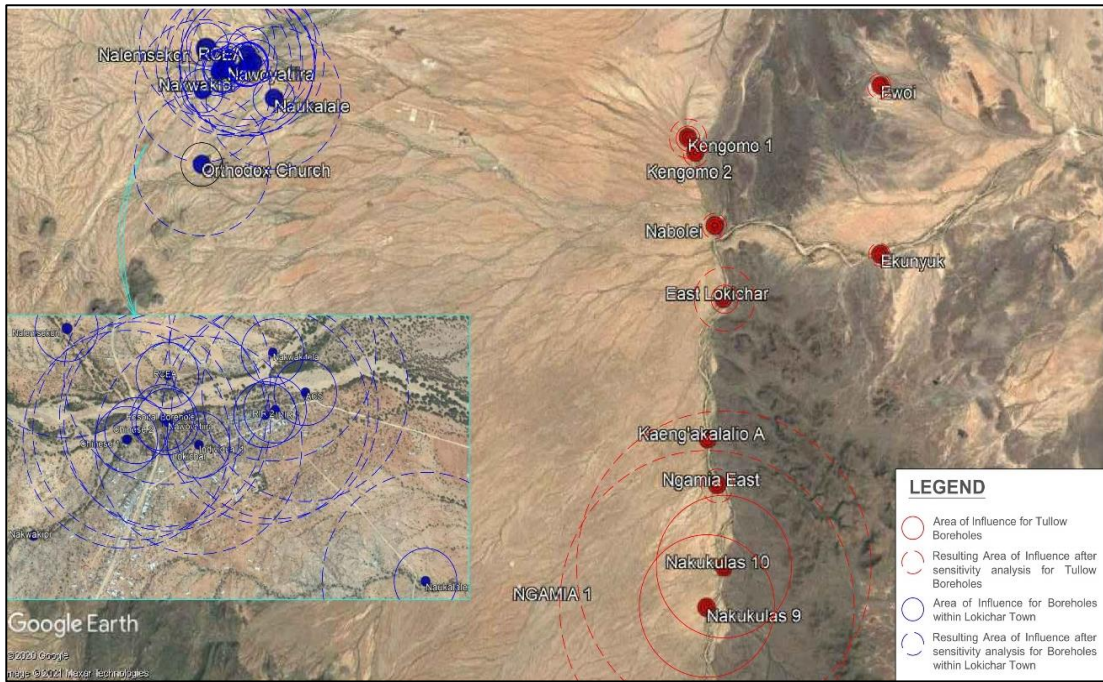 Nalemsekon
RCEA
Nawoyatira
Nakwakipi
Naukalale
Orthodox Church
Ewoi
Kengomo 1
Kengomo 2
Nabolei
Ekunyuk
East Lokichar
Kaeng'akalalio A
Ngamia East
Nakukulas 10
NGAMIA 1
Nakukulas 9
Nakwakitela
RCEA
Nakwakipi
Naukalale
Google Earth
©2020 Google
Image ©2021 Maxar Technologies
LEGEND
Area of Influence for Tullow
Boreholes
Resulting Area of Influence after
sensitivity analysis for Tullow
Boreholes
Area of Influence for Boreholes
within Lokichar Town
Resulting Area of Influence after
sensitivity analysis for Boreholes
within Lokichar Town